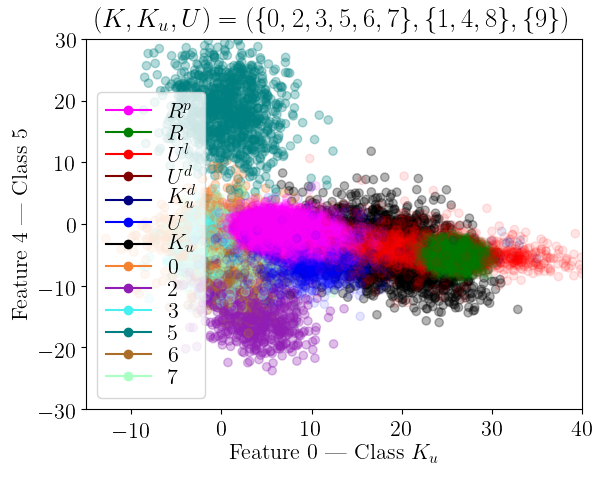 (K, K_u, U) = ({0, 2, 3, 5, 6, 7}, {1, 4, 8}, {9})
30
20
10
0
−10
−20
−30
Feature 4 — Class 5
R^p
R
U^l
U^d
K_u^d
U
K_u
0
2
3
5
6
7
−10 0 10 20 30 40
Feature 0 — Class K_u